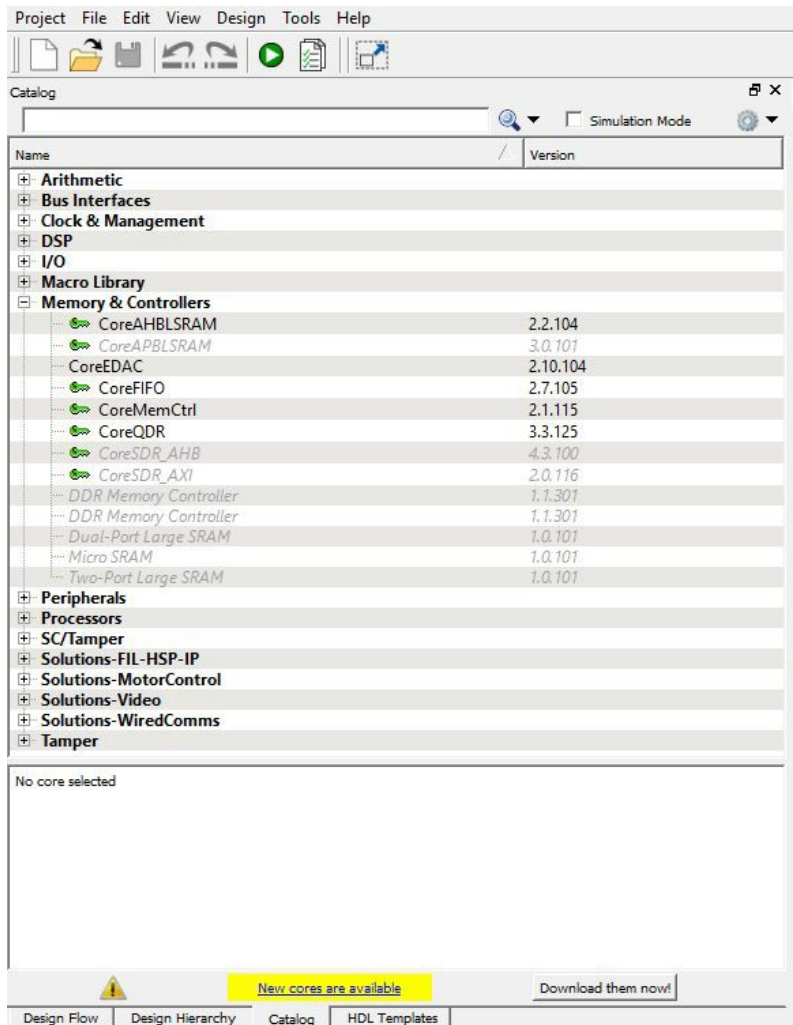 Project File Edit View Design Tools Help
Catalog
Simulation Mode
Name Version
Arithmetic
Bus Interfaces
Clock & Management
DSP
I/O
Macro Library
Memory & Controllers
CoreAHBLSRAM 2.2.104
CoreAPBLSRAM 3.0.101
CoreEDAC 2.10.104
CoreFIFO 2.7.105
CoreMemCtrl 2.1.115
CoreQDR 3.3.125
CoreSDR_AHB 4.3.100
CoreSDR_AXI 2.0.116
DDR Memory Controller 1.1.301
DDR Memory Controller 1.1.301
Dual-Port Large SRAM 1.0.101
Micro SRAM 1.0.101
Two-Port Large SRAM 1.0.101
Peripherals
Processors
SC/Tamper
Solutions-FIL-HSP-IP
Solutions-MotorControl
Solutions-Video
Solutions-WiredComms
Tamper
No core selected
New cores are available Download them now!
Design Flow Design Hierarchy Catalog HDL Templates